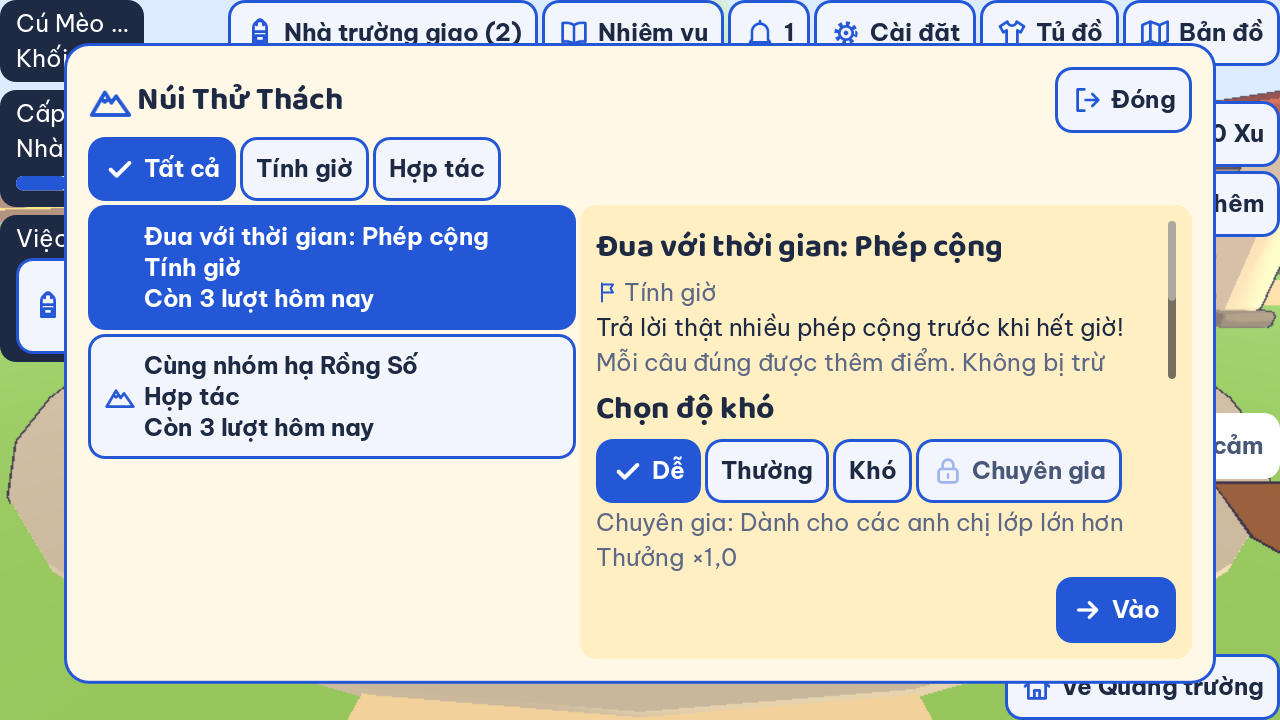 Cú Mèo ...
Khối
Nhà trường giao (2)
Nhiệm vụ
1
Cài đặt
Tủ đồ
Bản đồ
Núi Thử Thách
Đóng
Cấp
Nhà
0 Xu
Tất cả
Tính giờ
Hợp tác
hêm
Việc
Đua với thời gian: Phép cộng
Tính giờ
Còn 3 lượt hôm nay
Cùng nhóm hạ Rồng Số
Hợp tác
Còn 3 lượt hôm nay
Đua với thời gian: Phép cộng
Tính giờ
Trả lời thật nhiều phép cộng trước khi hết giờ!
Mỗi câu đúng được thêm điểm. Không bị trừ
Chọn độ khó
Dễ
Thường
Khó
Chuyên gia
cảm
Chuyên gia: Dành cho các anh chị lớp lớn hơn
Thưởng ×1,0
Vào
Về Quảng trường